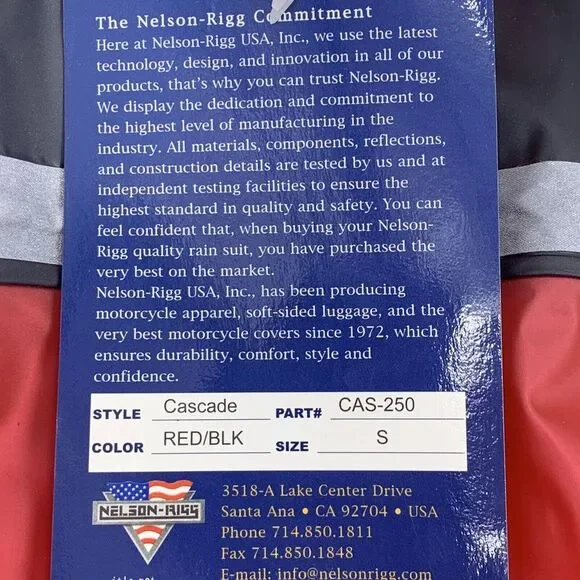 The Nelson-Rigg Commitment
Here at Nelson-Rigg USA, Inc., we use the latest
technology, design, and innovation in all of our
products, that's why you can trust Nelson-Rigg.
We display the dedication and commitment to
the highest level of manufacturing in the
industry. All materials, components, reflections,
and construction details are tested by us and at
independent testing facilities to ensure the
highest standard in quality and safety. You can
feel confident that, when buying your Nelson-
Rigg quality rain suit, you have purchased the
very best on the market.
Nelson-Rigg USA, Inc., has been producing
motorcycle apparel, soft-sided luggage, and the
very best motorcycle covers since 1972, which
ensures durability, comfort, style and
confidence.
STYLE Cascade PART# CAS-250
COLOR RED/BLK SIZE S
NELSON-RIGG
3518-A Lake Center Drive
Santa Ana • CA 92704 • USA
Phone 714.850.1811
Fax 714.850.1848
E-mail: info@nelsonrigg.com